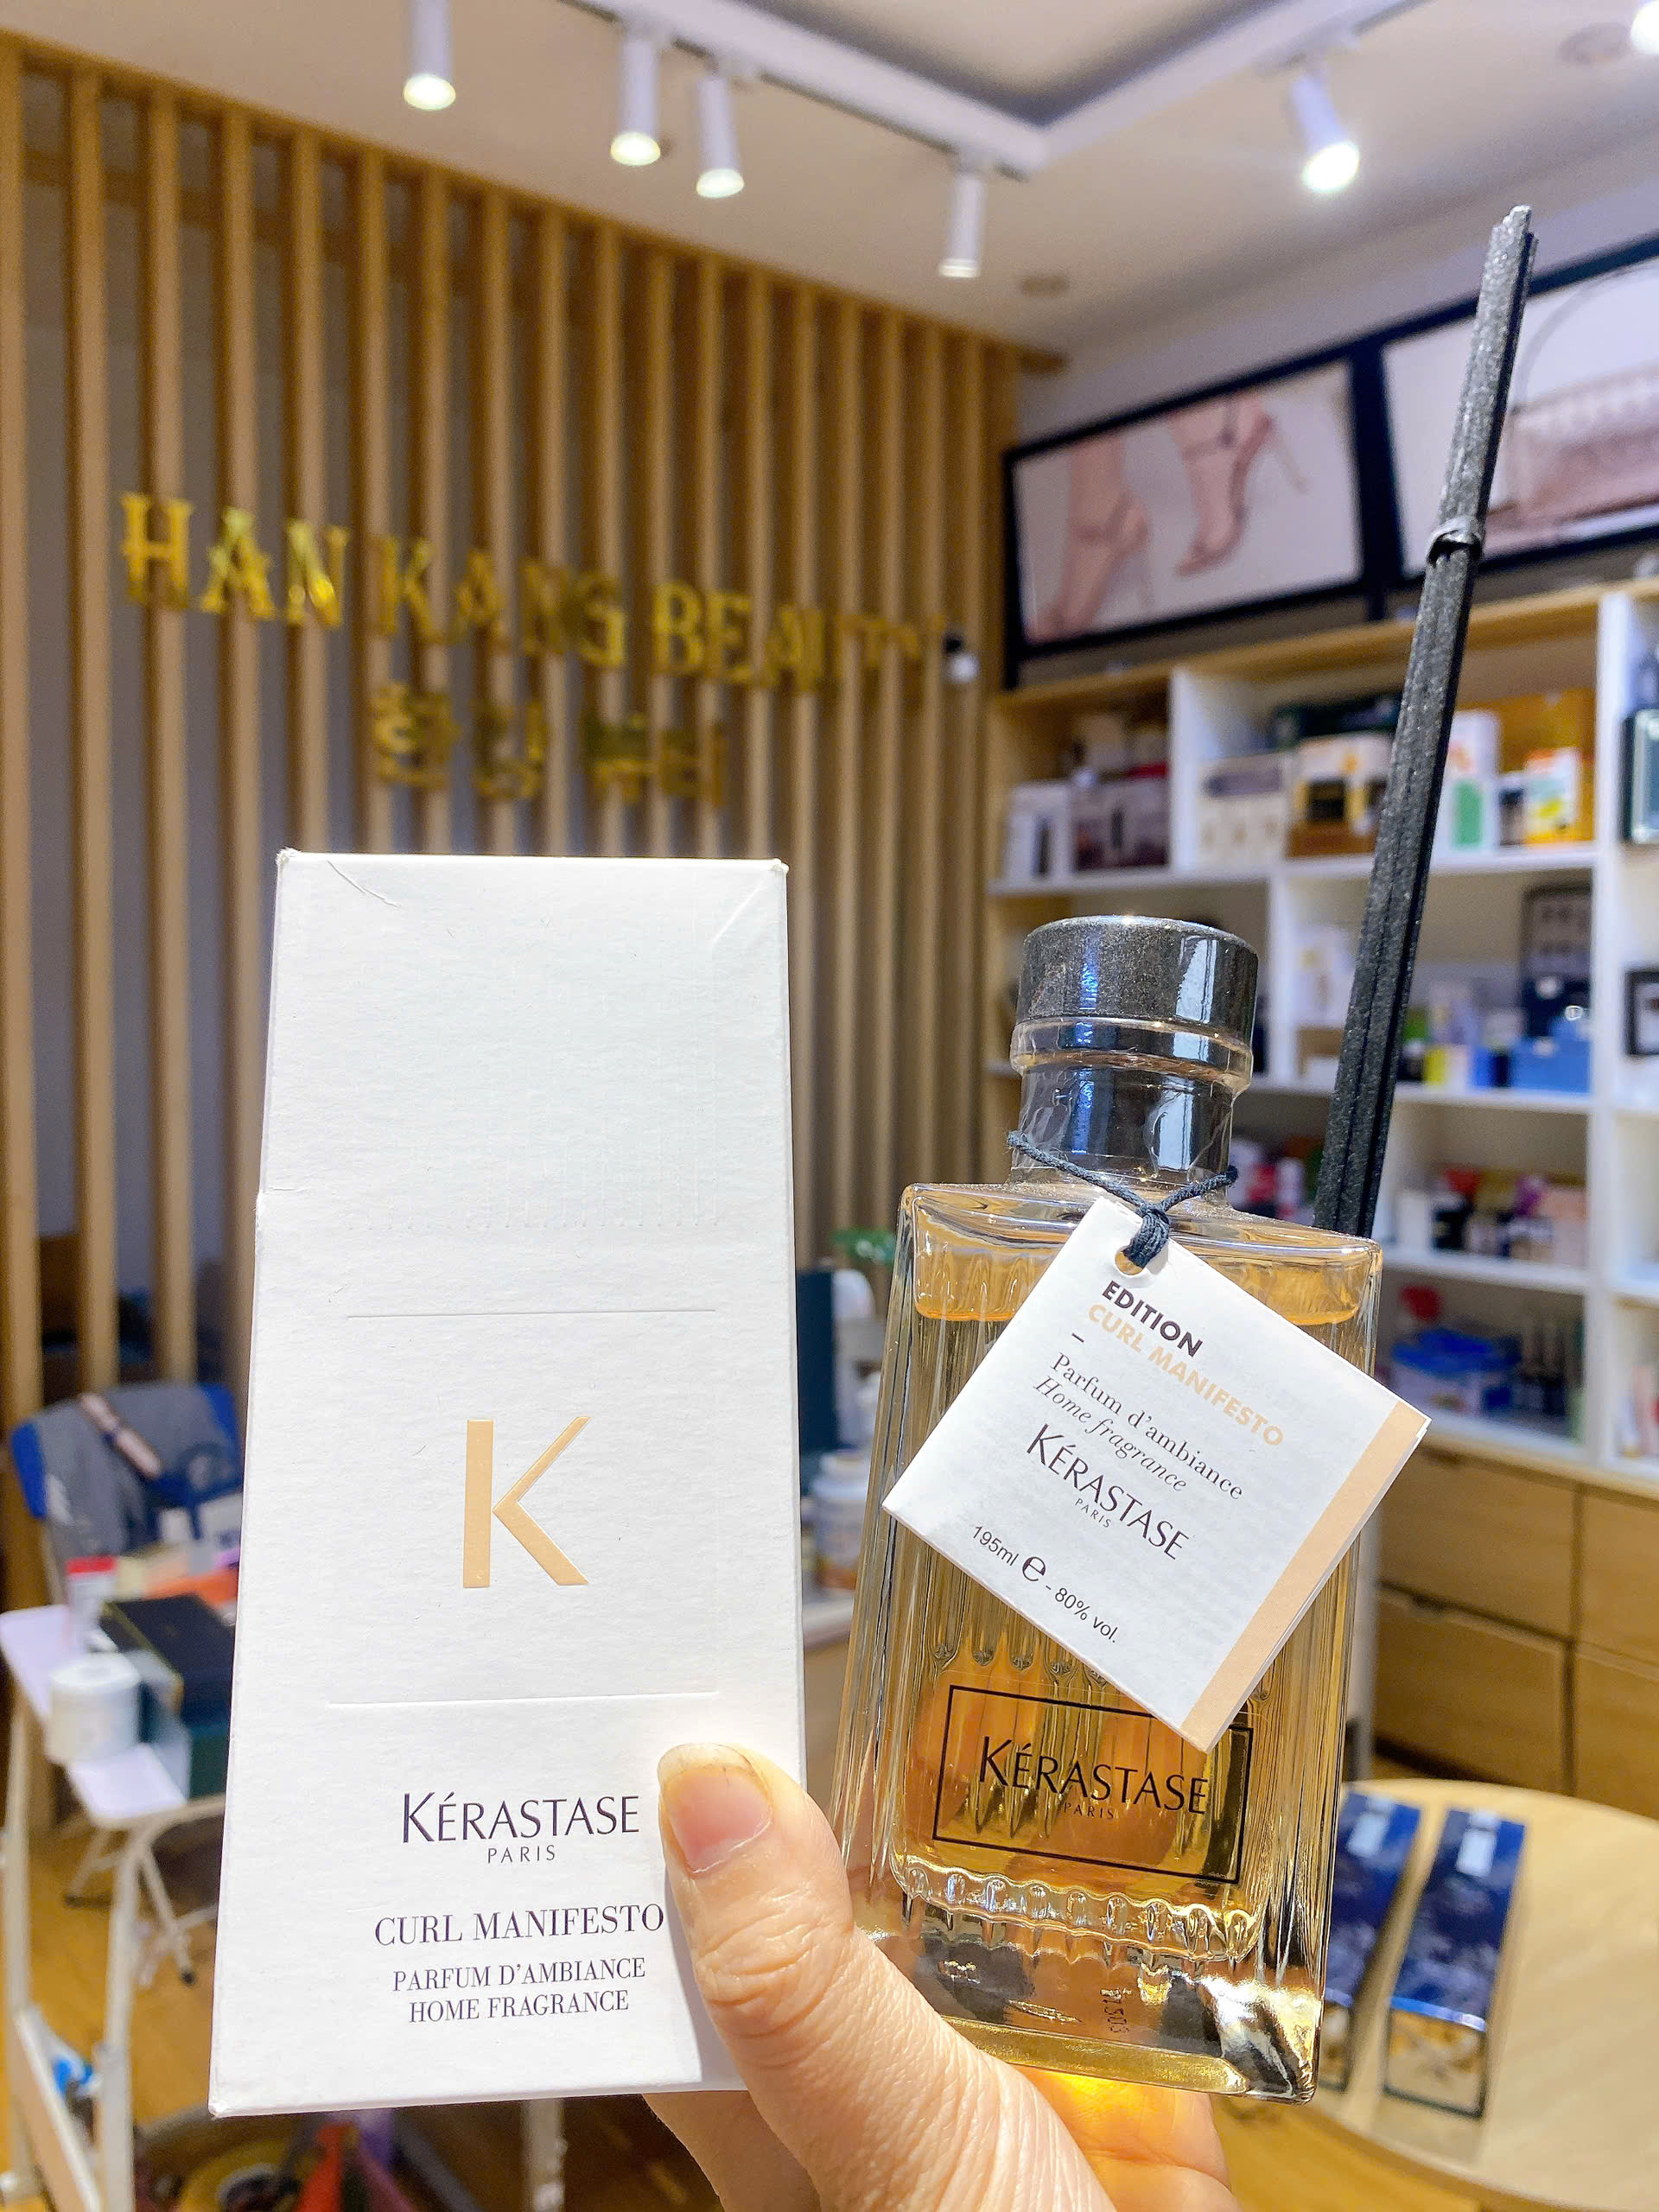 HAN KANG BEAUTY
한강 뷰티
K
KÉRASTASE
PARIS
CURL MANIFESTO
PARFUM D'AMBIANCE
HOME FRAGRANCE
EDITION
CURL MANIFESTO
-
Parfum d'ambiance
Home fragrance
KÉRASTASE
PARIS
195ml e - 80% vol.
KÉRASTASE
PARIS